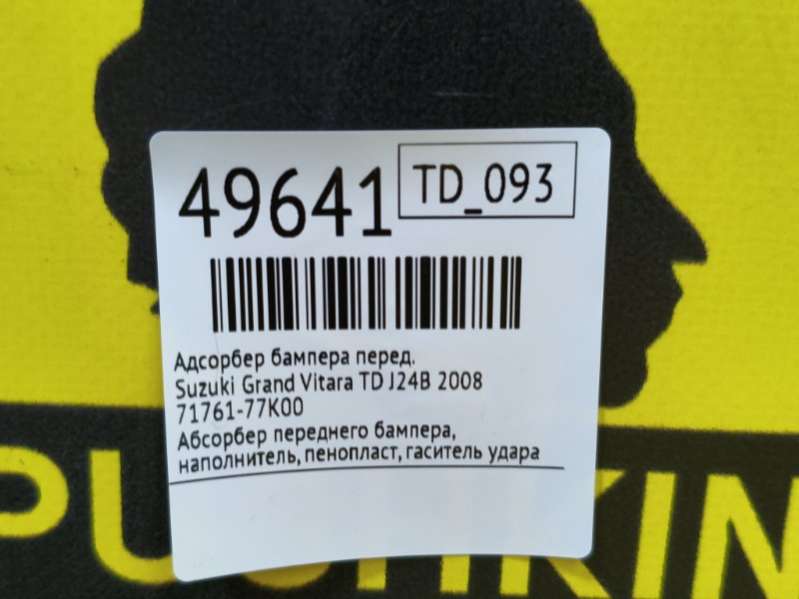 49641
TD_093
Адсорбер бампера перед.
Suzuki Grand Vitara TD J24B 2008
71761-77K00
Абсорбер переднего бампера,
наполнитель, пенопласт, гаситель удара
PUSHKIN